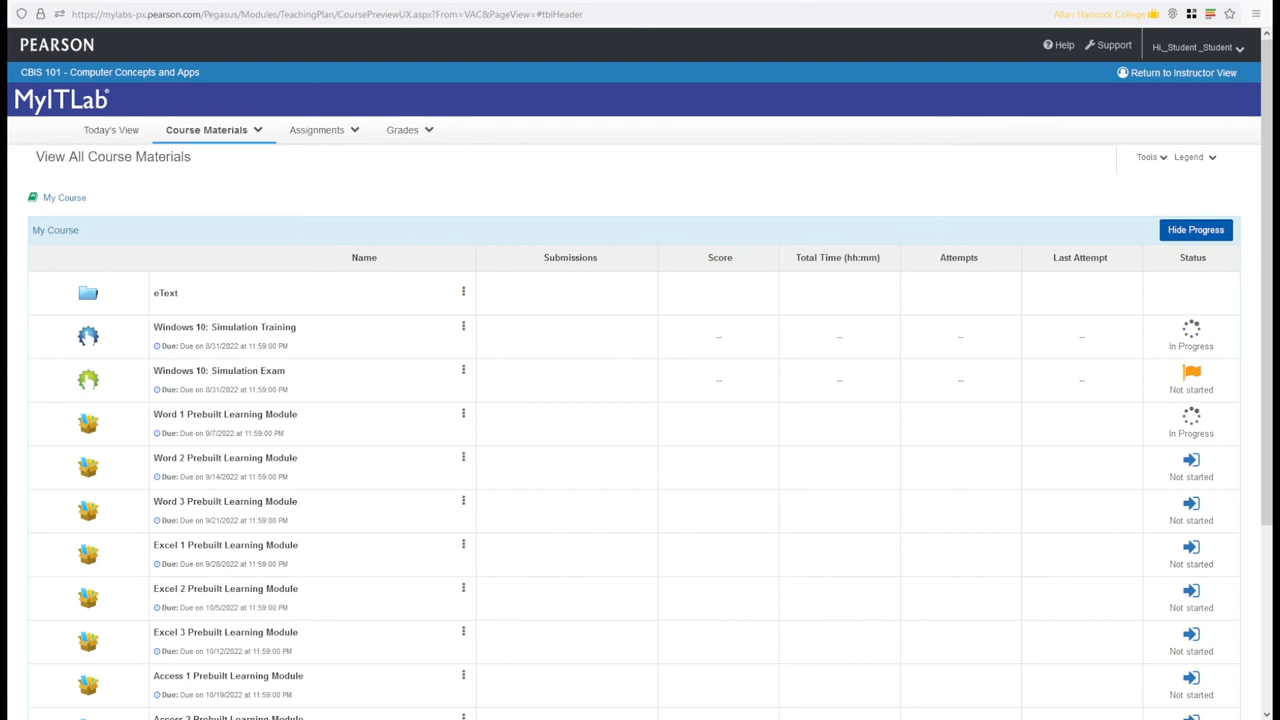 https://mylabs-px.pearson.com/Pegasus/Modules/TeachingPlan/CoursePreviewUX.aspx?From=VAC&PageView=#tblHeader Allan Hancock College
PEARSON Help Support Hi,_Student_Student
CBIS 101 - Computer Concepts and Apps Return to Instructor View
MyITLab®
Today's View Course Materials Assignments Grades
View All Course Materials Tools Legend
My Course
My Course Hide Progress
Name Submissions Score Total Time (hh:mm) Attempts Last Attempt Status
eText
Windows 10: Simulation Training
Due: Due on 8/31/2022 at 11:59:00 PM -- -- -- -- In Progress
Windows 10: Simulation Exam
Due: Due on 8/31/2022 at 11:59:00 PM -- -- -- -- Not started
Word 1 Prebuilt Learning Module
Due: Due on 9/7/2022 at 11:59:00 PM In Progress
Word 2 Prebuilt Learning Module
Due: Due on 9/14/2022 at 11:59:00 PM Not started
Word 3 Prebuilt Learning Module
Due: Due on 9/21/2022 at 11:59:00 PM Not started
Excel 1 Prebuilt Learning Module
Due: Due on 9/28/2022 at 11:59:00 PM Not started
Excel 2 Prebuilt Learning Module
Due: Due on 10/5/2022 at 11:59:00 PM Not started
Excel 3 Prebuilt Learning Module
Due: Due on 10/12/2022 at 11:59:00 PM Not started
Access 1 Prebuilt Learning Module
Due: Due on 10/19/2022 at 11:59:00 PM Not started
Access 2 Prebuilt Learning Module